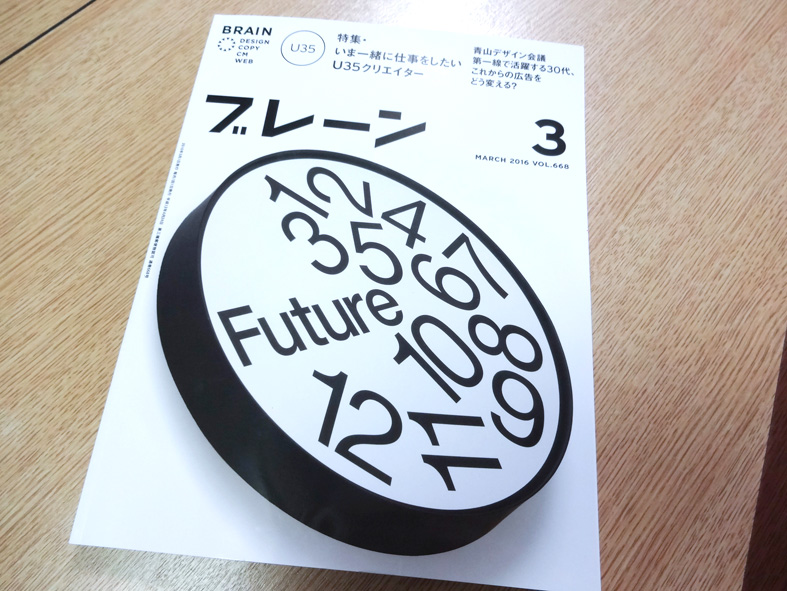 BRAIN
DESIGN
COPY
CM
WEB
U35
特集・
いま一緒に仕事をしたい
U35クリエイター
青山デザイン会議
第一線で活躍する30代、
これからの広告を
どう変える?
ブレーン
3
MARCH 2016 VOL.668
1 2 4
3 5 6 7
Future
10 8
9
12 11